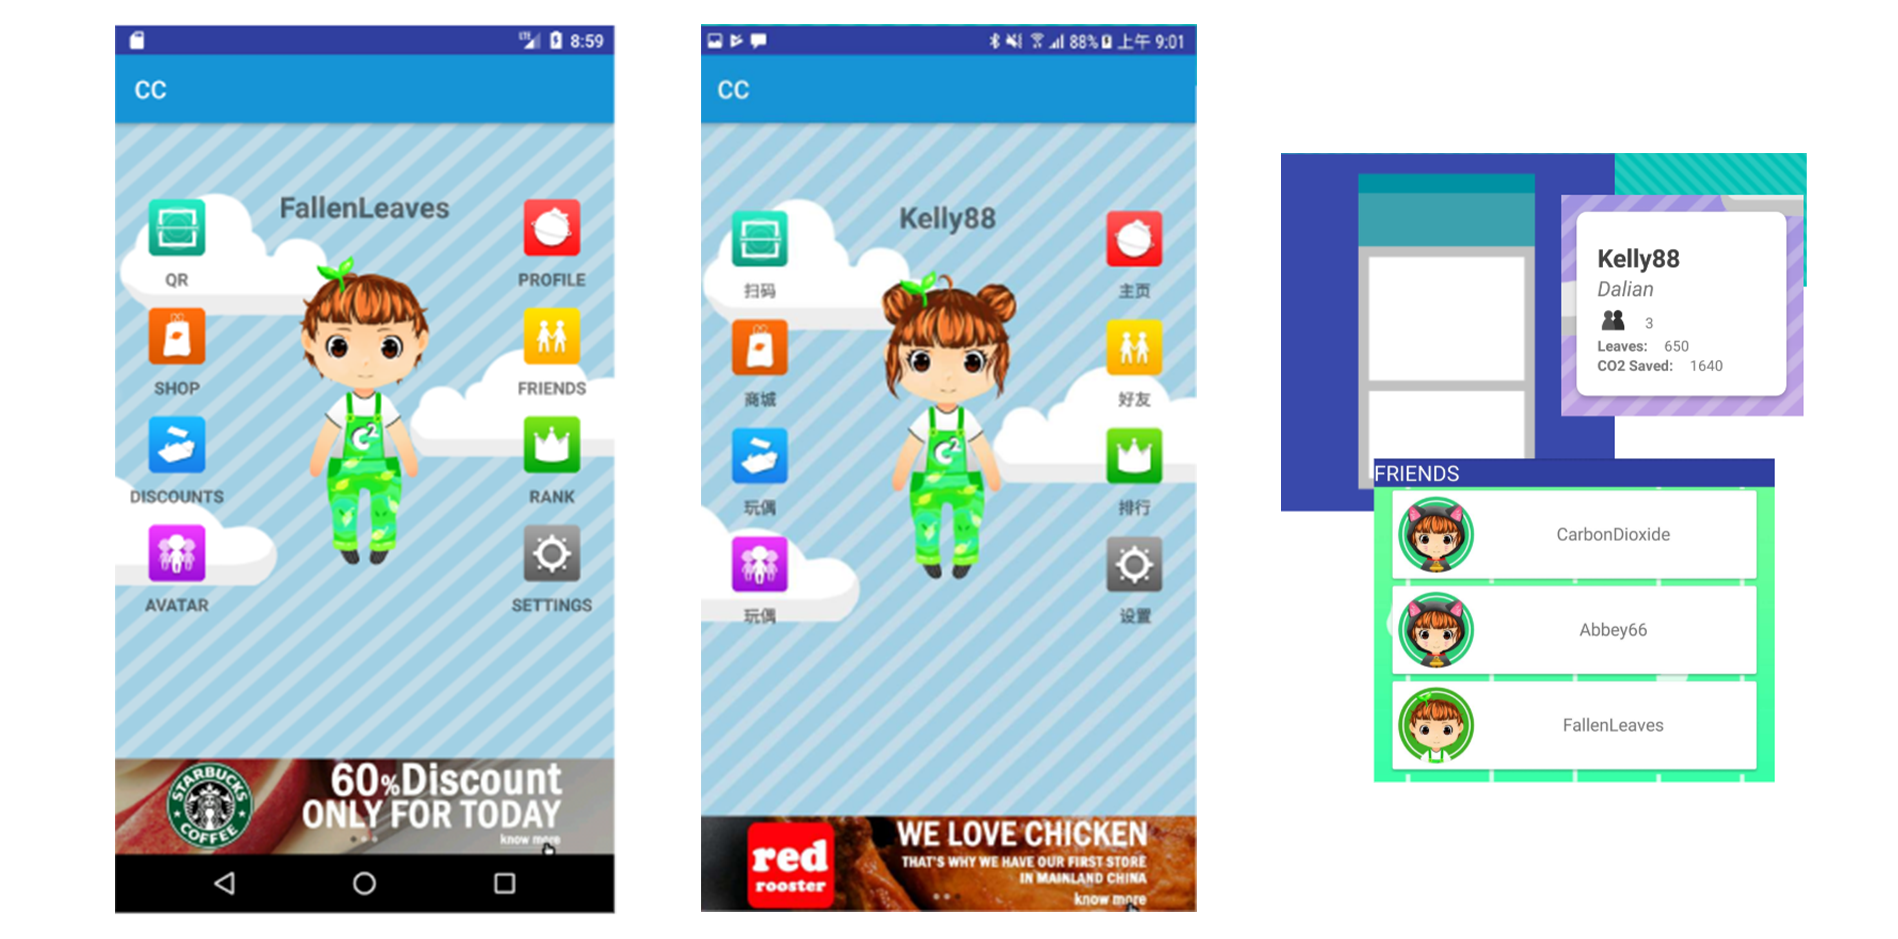 LTE 8:59
CC
FallenLeaves
QR
PROFILE
SHOP
FRIENDS
DISCOUNTS
RANK
AVATAR
SETTINGS
C²
STARBUCKS
COFFEE
60%Discount
ONLY FOR TODAY
know more
88% 上午 9:01
CC
Kelly88
扫码
主页
商城
好友
玩偶
排行
玩偶
设置
C²
red
rooster
WE LOVE CHICKEN
THAT'S WHY WE HAVE OUR FIRST STORE
IN MAINLAND CHINA
know more
Kelly88
Dalian
3
Leaves: 650
CO2 Saved: 1640
FRIENDS
CarbonDioxide
Abbey66
FallenLeaves